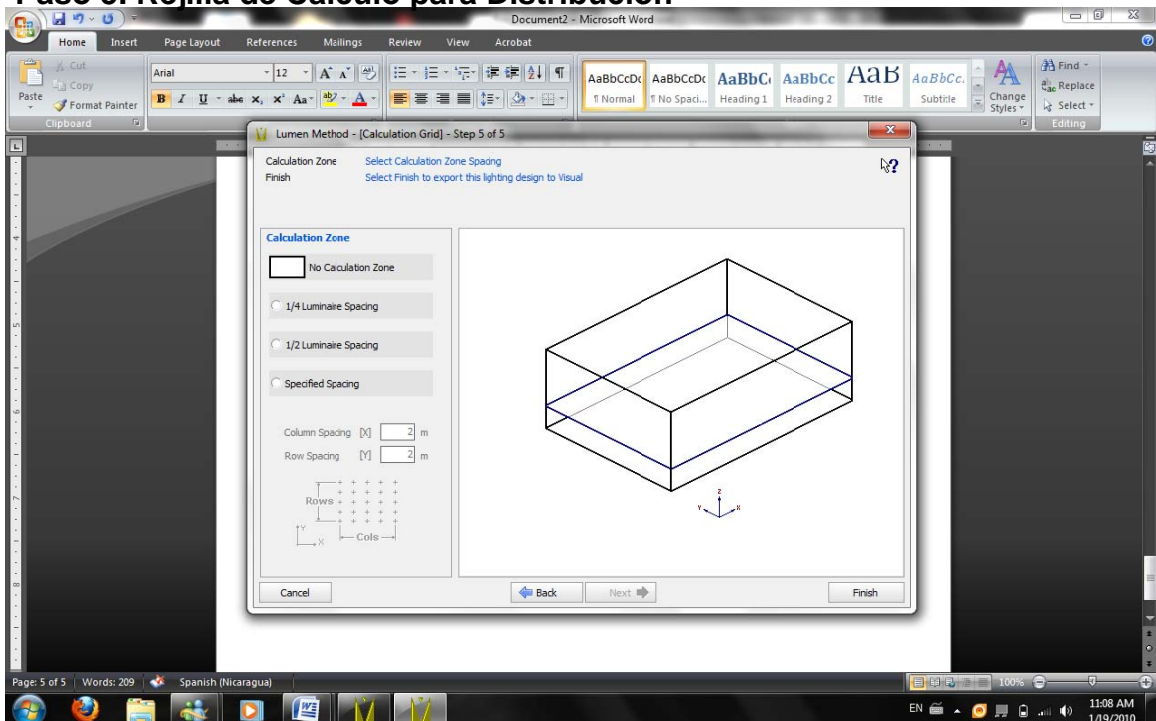 Paso 5. Rejilla de Calculo para Distribución
Document2 - Microsoft Word
Home Insert Page Layout References Mailings Review View Acrobat
Cut
Copy
Paste
Format Painter
Clipboard
Arial 12
AaBbCcDc AaBbCcDc AaBbC AaBbCc AaB AaBbCc.
¶ Normal ¶ No Spaci... Heading 1 Heading 2 Title Subtitle
Change Styles
Find
Replace
Select
Editing
Lumen Method - [Calculation Grid] - Step 5 of 5
Calculation Zone Select Calculation Zone Spacing
Finish Select Finish to export this lighting design to Visual
Calculation Zone
No Caculation Zone
1/4 Luminaire Spacing
1/2 Luminaire Spacing
Specified Spacing
Column Spacing [X] 2 m
Row Spacing [Y] 2 m
Rows
Y
X
Cols
Z
Y X
Cancel Back Next Finish
Page: 5 of 5 Words: 209 Spanish (Nicaragua) 100%
EN 11:08 AM
1/19/2010